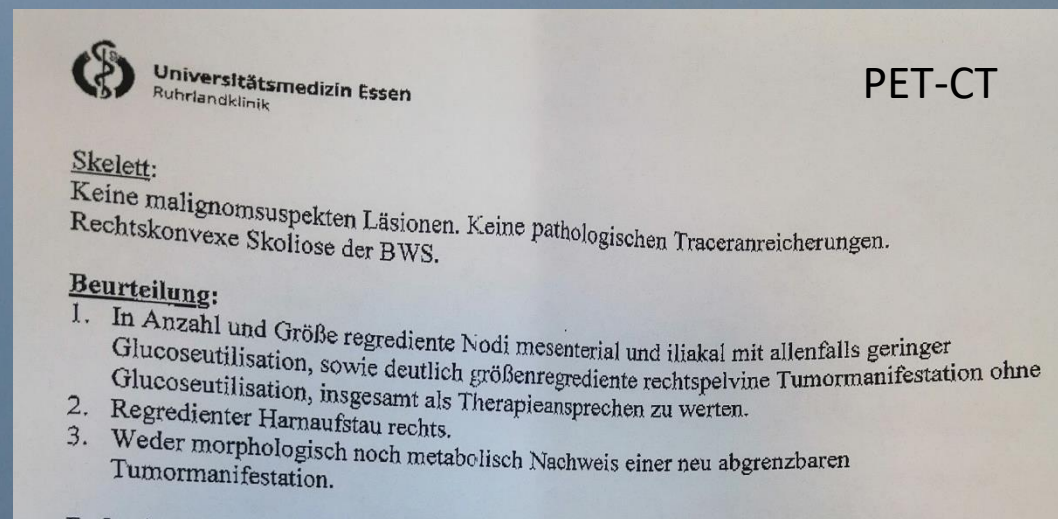 Universitätsmedizin Essen
Ruhrlandklinik
PET-CT
Skelett:
Keine malignomsuspekten Läsionen. Keine pathologischen Traceranreicherungen.
Rechtskonvexe Skoliose der BWS.
Beurteilung:
1. In Anzahl und Größe regrediente Nodi mesenterial und iliakal mit allenfalls geringer
Glucoseutilisation, sowie deutlich größenregrediente rechtspelvine Tumormanifestation ohne
Glucoseutilisation, insgesamt als Therapieansprechen zu werten.
2. Regredienter Harnaufstau rechts.
3. Weder morphologisch noch metabolisch Nachweis einer neu abgrenzbaren
Tumormanifestation.